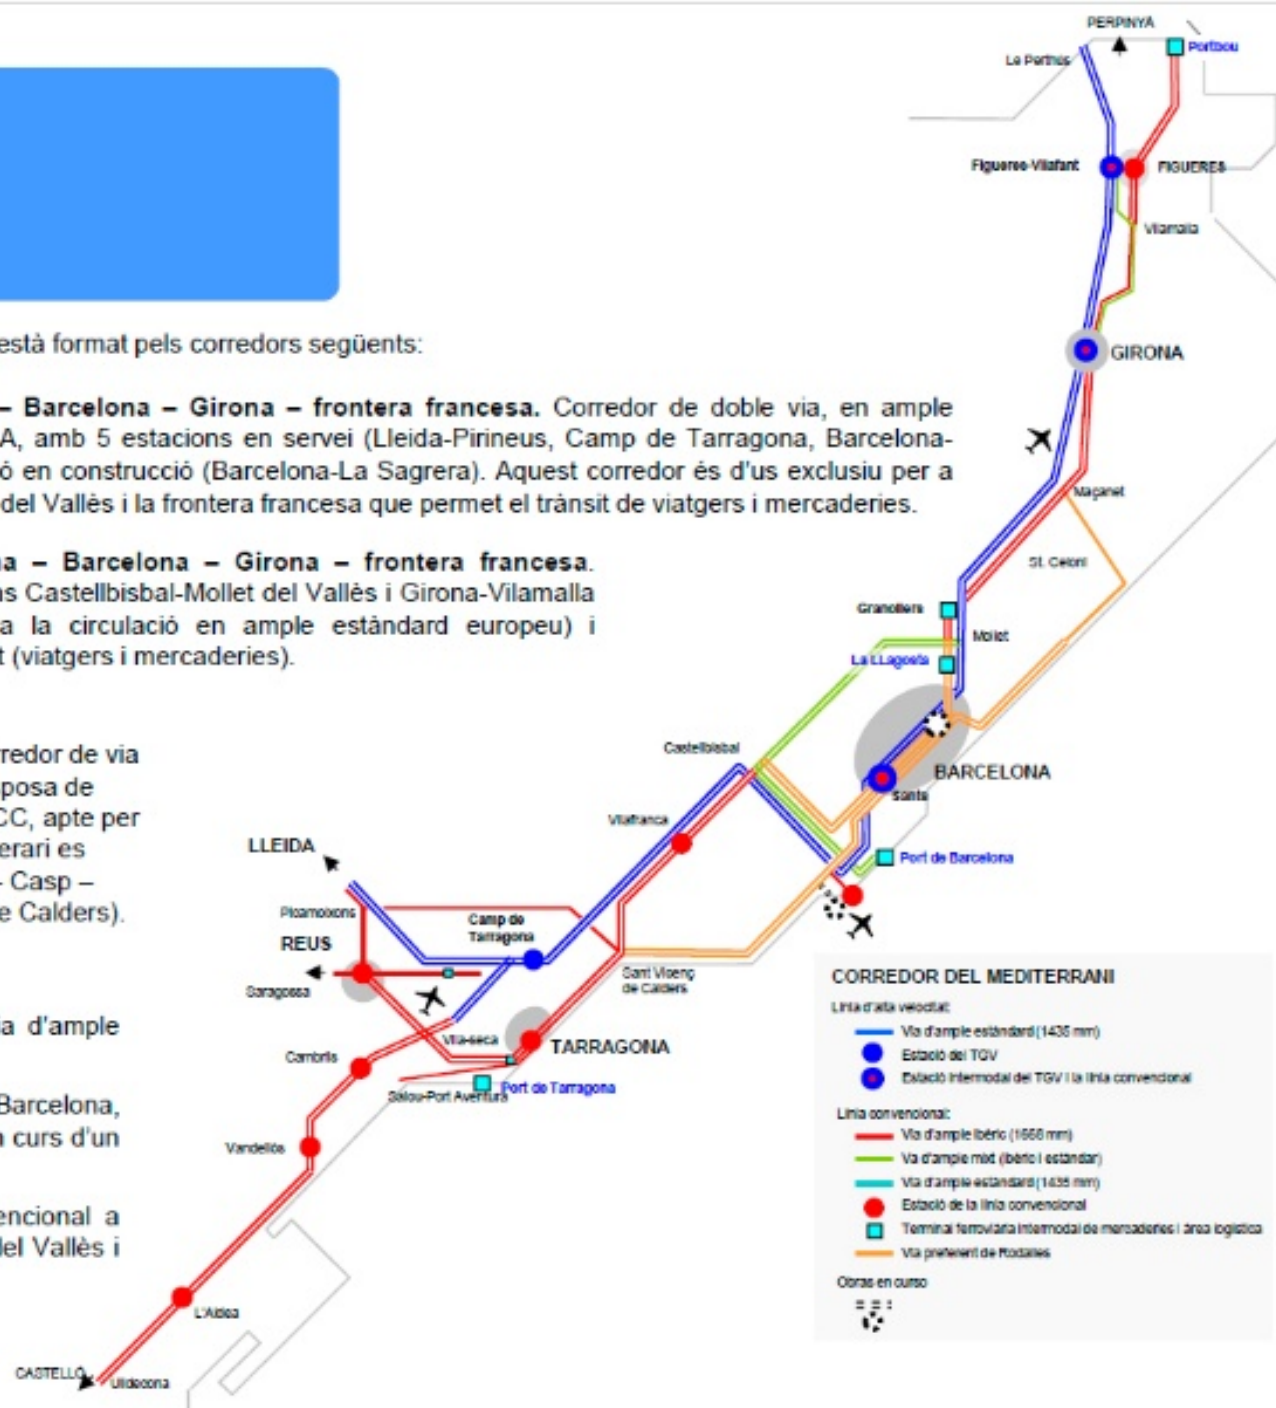 està format pels corredors següents:
– Barcelona – Girona – frontera francesa. Corredor de doble via, en ample
A, amb 5 estacions en servei (Lleida-Pirineus, Camp de Tarragona, Barcelona-
ó en construcció (Barcelona-La Sagrera). Aquest corredor és d'us exclusiu per a
del Vallès i la frontera francesa que permet el trànsit de viatgers i mercaderies.
na – Barcelona – Girona – frontera francesa.
ns Castellbisbal-Mollet del Vallès i Girona-Vilamalla
a la circulació en ample estàndard europeu) i
t (viatgers i mercaderies).
rredor de via
sposa de
CC, apte per
erari es
- Casp –
e Calders).
ia d'ample
Barcelona,
n curs d'un
encional a
del Vallès i
PERPINYÀ
Le Perthús
Portbou
Figueres-Vilafant
FIGUERES
Vilamalla
GIRONA
Maçanet
St. Celoni
Granollers
Mollet
La LLagosta
Castellbisbal
BARCELONA
Sants
Vilafranca
Port de Barcelona
LLEIDA
Picamoixons
Camp de
Tarragona
REUS
Saragossa
Sant Vicenç
de Calders
Vila-seca
TARRAGONA
Cambrils
Salou-Port Aventura
Port de Tarragona
Vandellòs
L'Aldea
CASTELLÓ
Ulldecona
CORREDOR DEL MEDITERRANI
Línia d'alta velocitat:
Via d'ample estàndard (1435 mm)
Estació del TGV
Estació intermodal del TGV i la línia convencional
Línia convencional:
Via d'ample ibèric (1668 mm)
Va d'ample mixt (ibèric i estàndar)
Via d'ample estàndard (1435 mm)
Estació de la línia convencional
Terminal ferroviària intermodal de mercaderies i àrea logística
Via preferent de Rodalies
Obras en curso